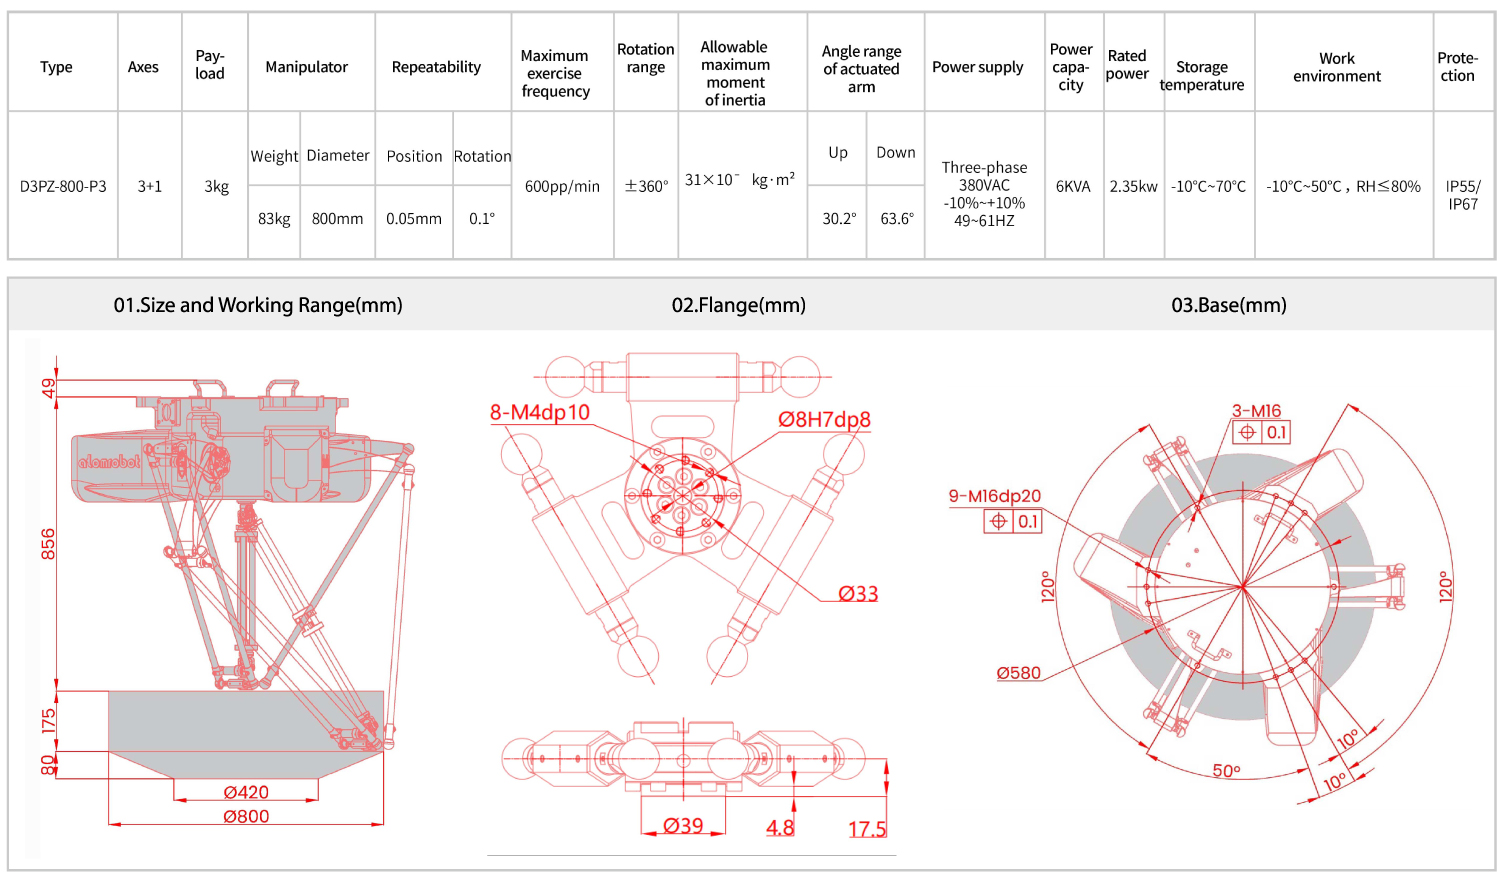 Type
Axes
Pay-
load
Manipulator
Repeatability
Maximum
exercise
frequency
Rotation
range
Allowable
maximum
moment
of inertia
Angle range
of actuated
arm
Power supply
Power
capa-
city
Rated
power
Storage
temperature
Work
environment
Prote-
ction
D3PZ-800-P3
3+1
3kg
Weight
Diameter
Position
Rotation
83kg
800mm
0.05mm
0.1°
600pp/min
±360°
31×10⁻ kg·m²
Up
Down
30.2°
63.6°
Three-phase
380VAC
-10%~+10%
49~61HZ
6KVA
2.35kw
-10℃~70℃
-10℃~50℃ , RH≤80%
IP55/
IP67
01.Size and Working Range(mm)
02.Flange(mm)
03.Base(mm)
49
856
175
80
atomrobot
Ø420
Ø800
8-M4dp10
Ø8H7dp8
Ø33
Ø39
4.8
17.5
3-M16
0.1
9-M16dp20
0.1
120°
120°
Ø580
50°
10°
10°